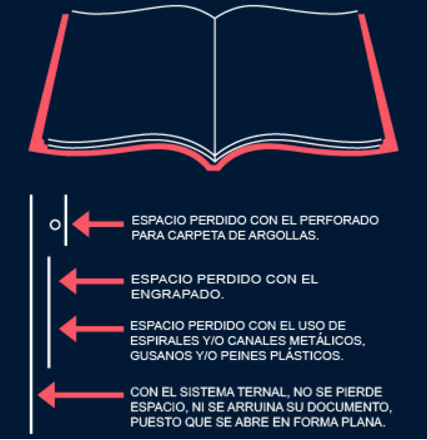 ESPACIO PERDIDO CON EL PERFORADO
PARA CARPETA DE ARGOLLAS.
ESPACIO PERDIDO CON EL
ENGRAPADO.
ESPACIO PERDIDO CON EL USO DE
ESPIRALES Y/O CANALES METÁLICOS,
GUSANOS Y/O PEINES PLÁSTICOS.
CON EL SISTEMA TERNAL, NO SE PIERDE
ESPACIO, NI SE ARRUINA SU DOCUMENTO,
PUESTO QUE SE ABRE EN FORMA PLANA.